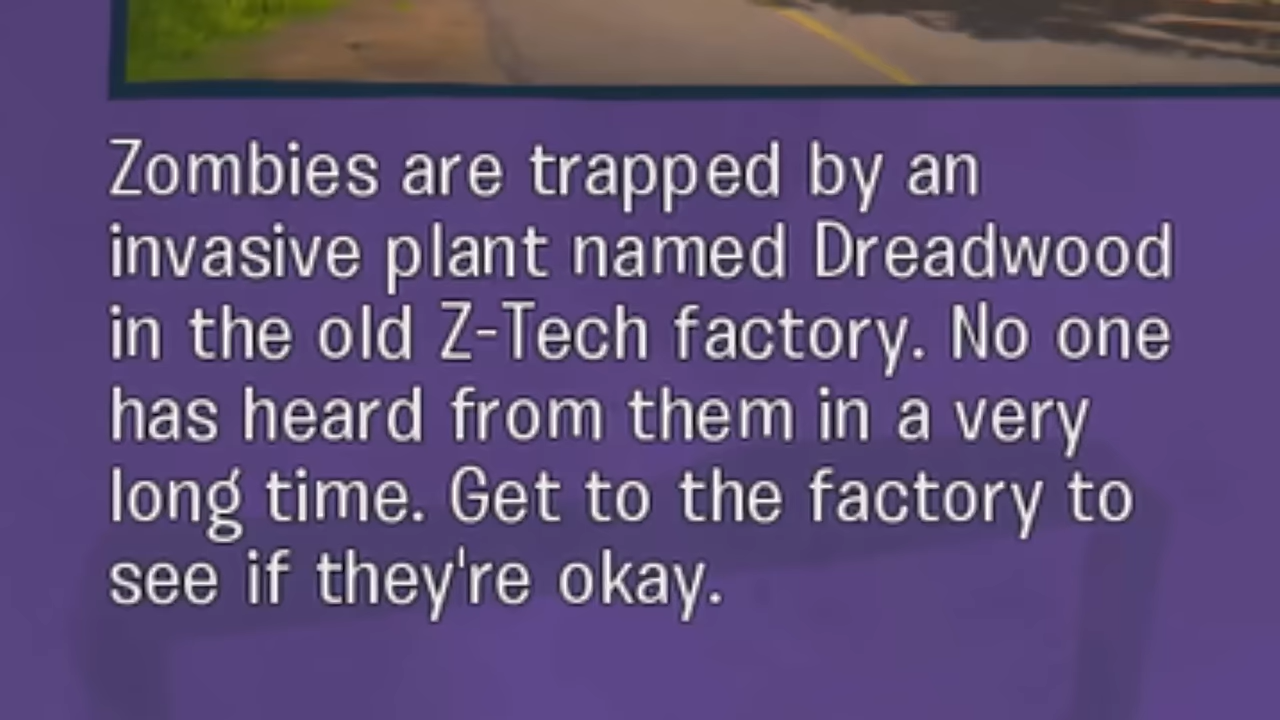 Zombies are trapped by an
invasive plant named Dreadwood
in the old Z-Tech factory. No one
has heard from them in a very
long time. Get to the factory to
see if they're okay.